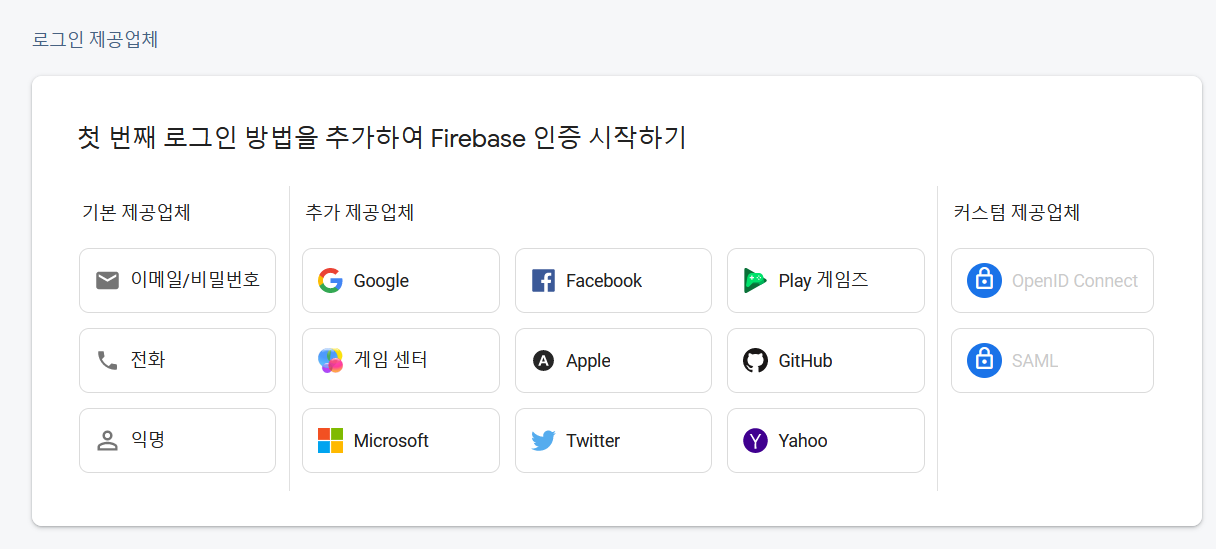 로그인 제공업체
첫 번째 로그인 방법을 추가하여 Firebase 인증 시작하기
기본 제공업체
이메일/비밀번호
전화
익명
추가 제공업체
Google
Facebook
Play 게임즈
게임 센터
Apple
GitHub
Microsoft
Twitter
Yahoo
커스텀 제공업체
OpenID Connect
SAML